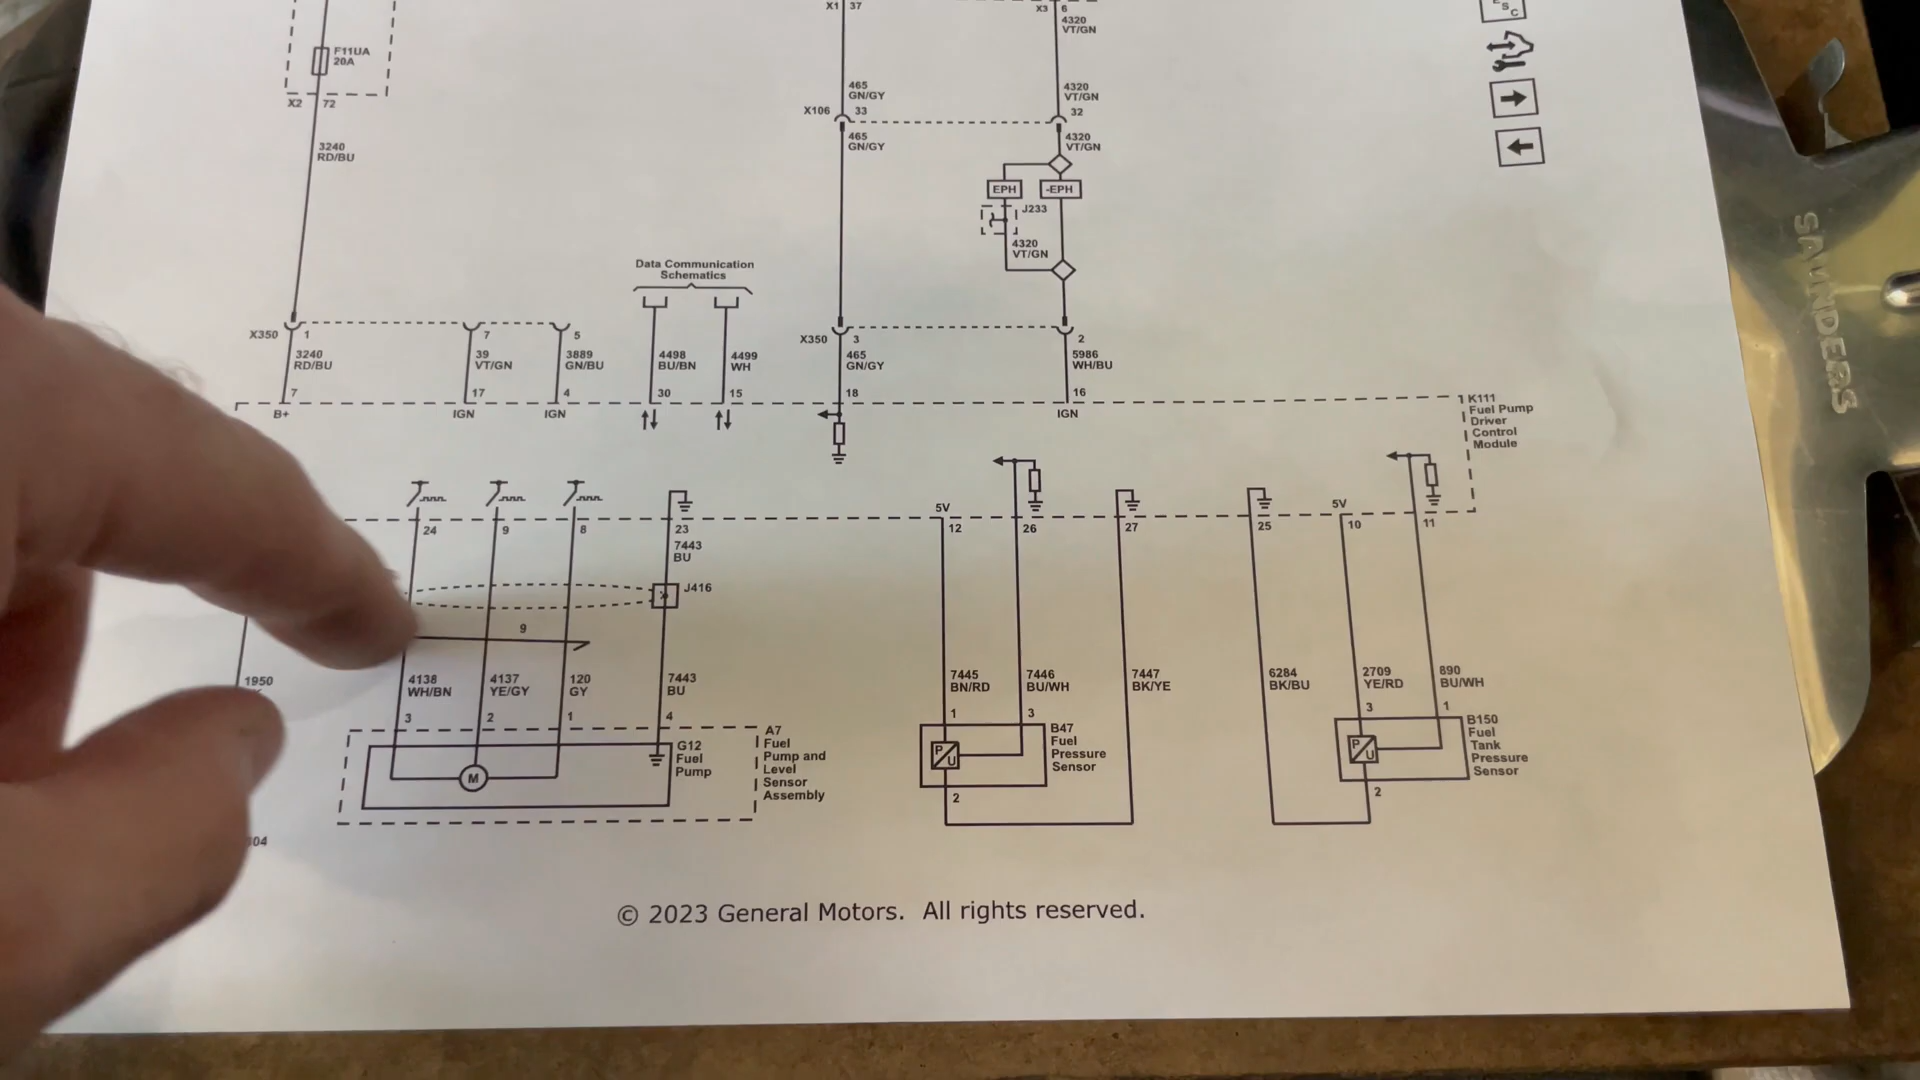 X1 37
X3 6
4320
VT/GN
E
S
C
F11UA
20A
X2 72
465
GN/GY
4320
VT/GN
X106 33
32
465
GN/GY
4320
VT/GN
3240
RD/BU
EPH
-EPH
J233
4320
VT/GN
Data Communication
Schematics
X350 1
7
5
X350 3
2
3240
RD/BU
39
VT/GN
3889
GN/BU
4498
BU/BN
4499
WH
465
GN/GY
5986
WH/BU
7
17
4
30
15
18
16
B+
IGN
IGN
IGN
K111
Fuel Pump
Driver
Control
Module
5V
5V
24
9
8
23
12
26
27
25
10
11
7443
BU
J416
9
1950
4138
WH/BN
4137
YE/GY
120
GY
7443
BU
7445
BN/RD
7446
BU/WH
7447
BK/YE
6284
BK/BU
2709
YE/RD
890
BU/WH
3
2
1
4
1
3
3
1
A7
Fuel
Pump and
Level
Sensor
Assembly
G12
Fuel
Pump
M
P
U
B47
Fuel
Pressure
Sensor
2
P
U
B150
Fuel
Tank
Pressure
Sensor
2
© 2023 General Motors. All rights reserved.
SAUNDERS